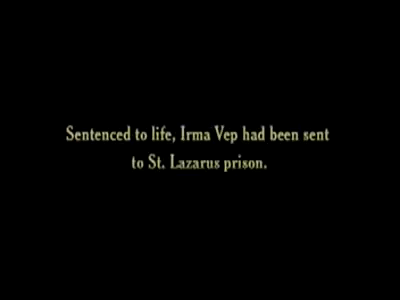 Sentenced to life, Irma Vep had been sent
to St. Lazarus prison.